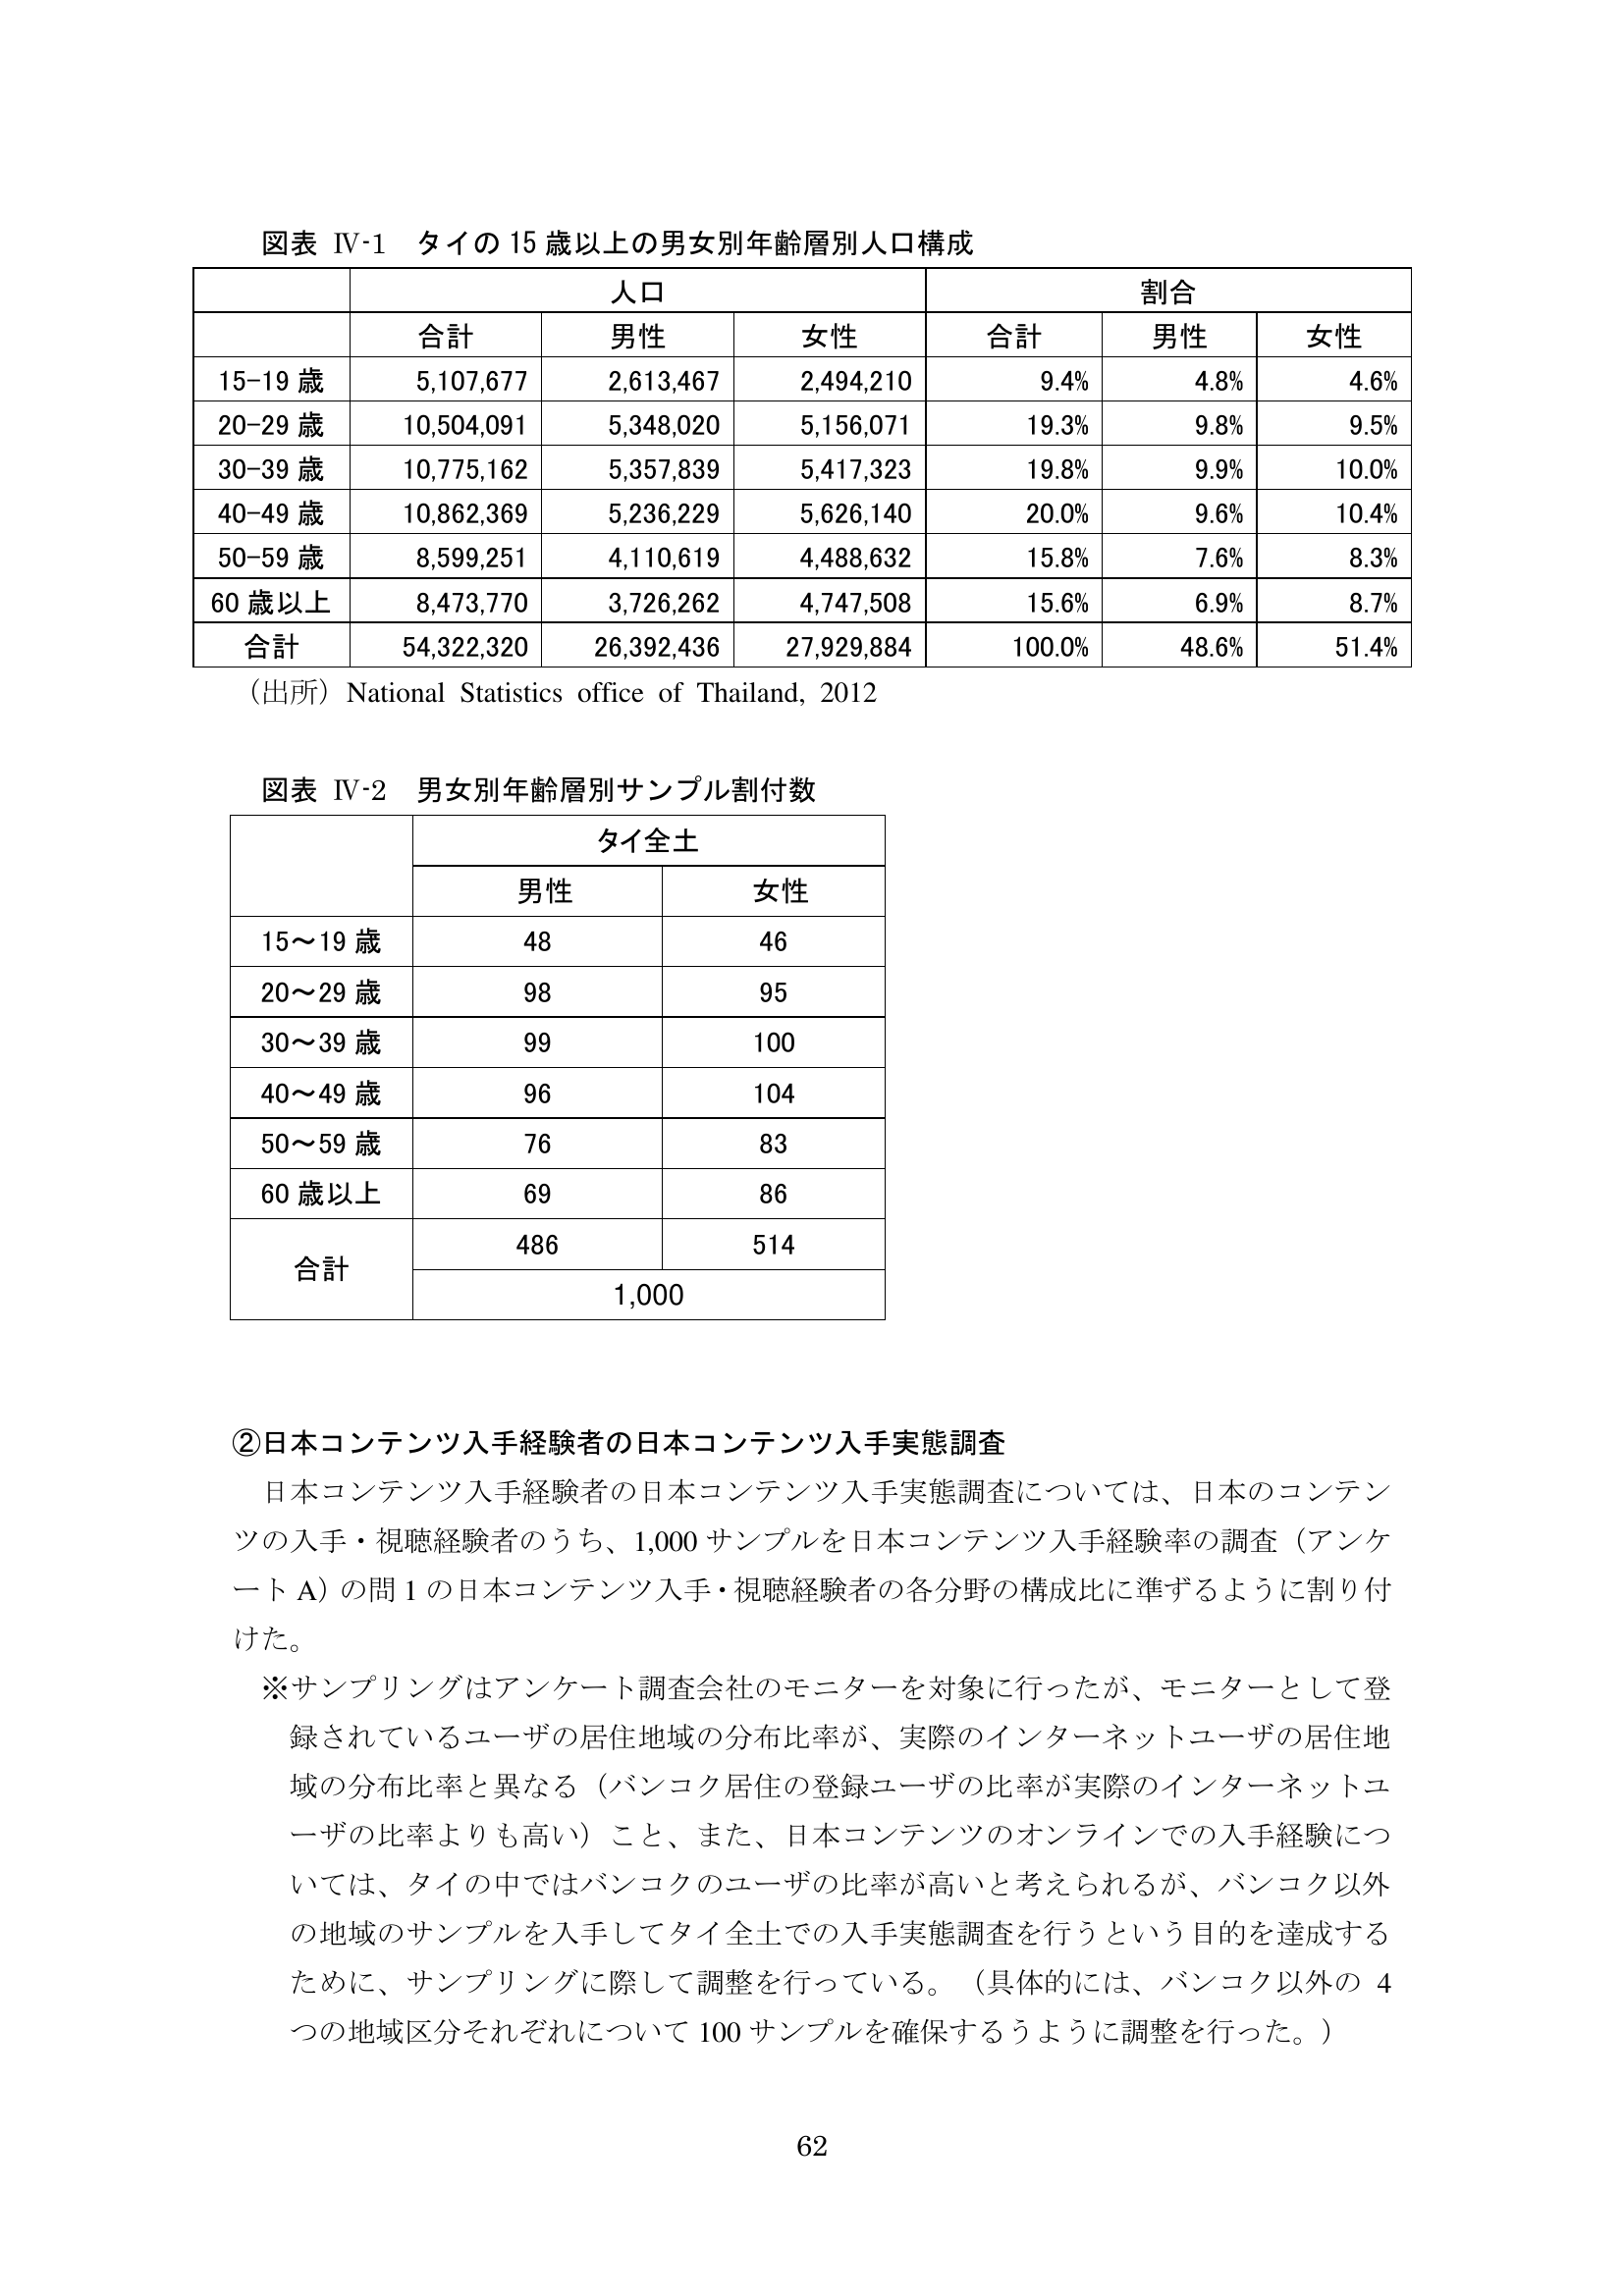 図表 Ⅳ-1　タイの 15 歳以上の男女別年齢層別人口構成
人口 割合
合計 男性 女性 合計 男性 女性
15-19 歳 5,107,677 2,613,467 2,494,210 9.4% 4.8% 4.6%
20-29 歳 10,504,091 5,348,020 5,156,071 19.3% 9.8% 9.5%
30-39 歳 10,775,162 5,357,839 5,417,323 19.8% 9.9% 10.0%
40-49 歳 10,862,369 5,236,229 5,626,140 20.0% 9.6% 10.4%
50-59 歳 8,599,251 4,110,619 4,488,632 15.8% 7.6% 8.3%
60 歳以上 8,473,770 3,726,262 4,747,508 15.6% 6.9% 8.7%
合計 54,322,320 26,392,436 27,929,884 100.0% 48.6% 51.4%
（出所）National Statistics office of Thailand, 2012
図表 Ⅳ-2　男女別年齢層別サンプル割付数
タイ全土
男性 女性
15～19 歳 48 46
20～29 歳 98 95
30～39 歳 99 100
40～49 歳 96 104
50～59 歳 76 83
60 歳以上 69 86
合計 486 514
1,000
②日本コンテンツ入手経験者の日本コンテンツ入手実態調査
日本コンテンツ入手経験者の日本コンテンツ入手実態調査については、日本のコンテン
ツの入手・視聴経験者のうち、1,000 サンプルを日本コンテンツ入手経験率の調査（アンケ
ート A）の問 1 の日本コンテンツ入手・視聴経験者の各分野の構成比に準ずるように割り付
けた。
※サンプリングはアンケート調査会社のモニターを対象に行ったが、モニターとして登
録されているユーザの居住地域の分布比率が、実際のインターネットユーザの居住地
域の分布比率と異なる（バンコク居住の登録ユーザの比率が実際のインターネットユ
ーザの比率よりも高い）こと、また、日本コンテンツのオンラインでの入手経験につ
いては、タイの中ではバンコクのユーザの比率が高いと考えられるが、バンコク以外
の地域のサンプルを入手してタイ全土での入手実態調査を行うという目的を達成する
ために、サンプリングに際して調整を行っている。（具体的には、バンコク以外の 4
つの地域区分それぞれについて 100 サンプルを確保するうように調整を行った。）
62